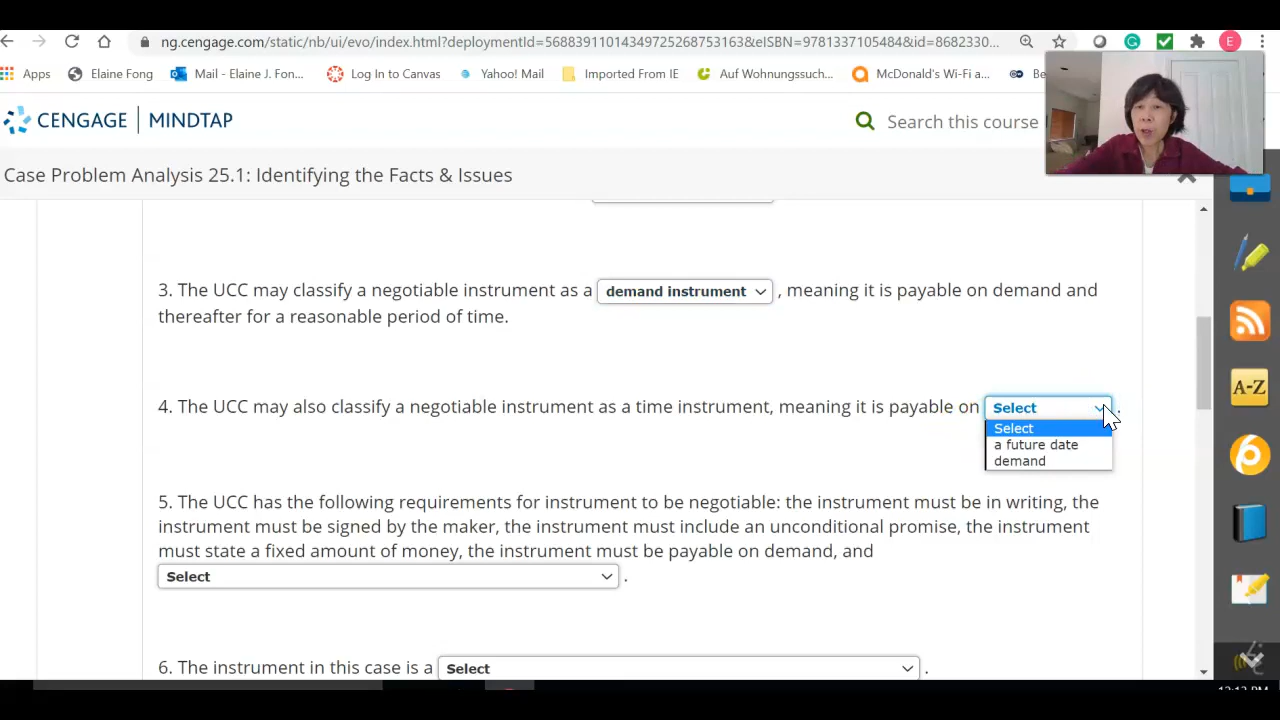 ng.cengage.com/static/nb/ui/evo/index.html?deploymentId=5688391101434972526875​3163&eISBN=9781337105484&id=8682330...
E
Apps
Elaine Fong
Mail - Elaine J. Fon...
Log In to Canvas
Yahoo! Mail
Imported From IE
Auf Wohnungssuch...
McDonald's Wi-Fi a...
Be
CENGAGE MINDTAP
Search this course
Case Problem Analysis 25.1: Identifying the Facts & Issues
3. The UCC may classify a negotiable instrument as a demand instrument , meaning it is payable on demand and
thereafter for a reasonable period of time.
4. The UCC may also classify a negotiable instrument as a time instrument, meaning it is payable on Select .
Select
a future date
demand
5. The UCC has the following requirements for instrument to be negotiable: the instrument must be in writing, the
instrument must be signed by the maker, the instrument must include an unconditional promise, the instrument
must state a fixed amount of money, the instrument must be payable on demand, and
Select .
6. The instrument in this case is a Select .
A-Z